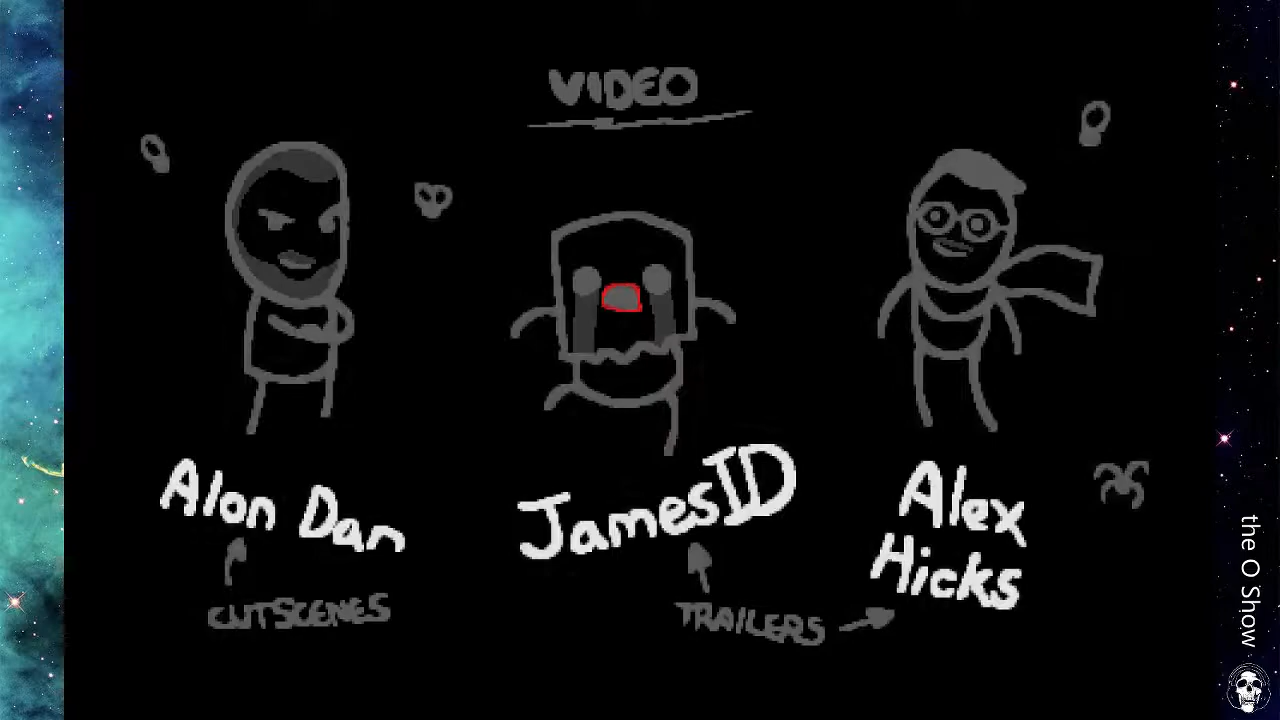 VIDEO
Alon Dan
JamesID
Alex
Hicks
CUTSCENES
TRAILERS
the O Show